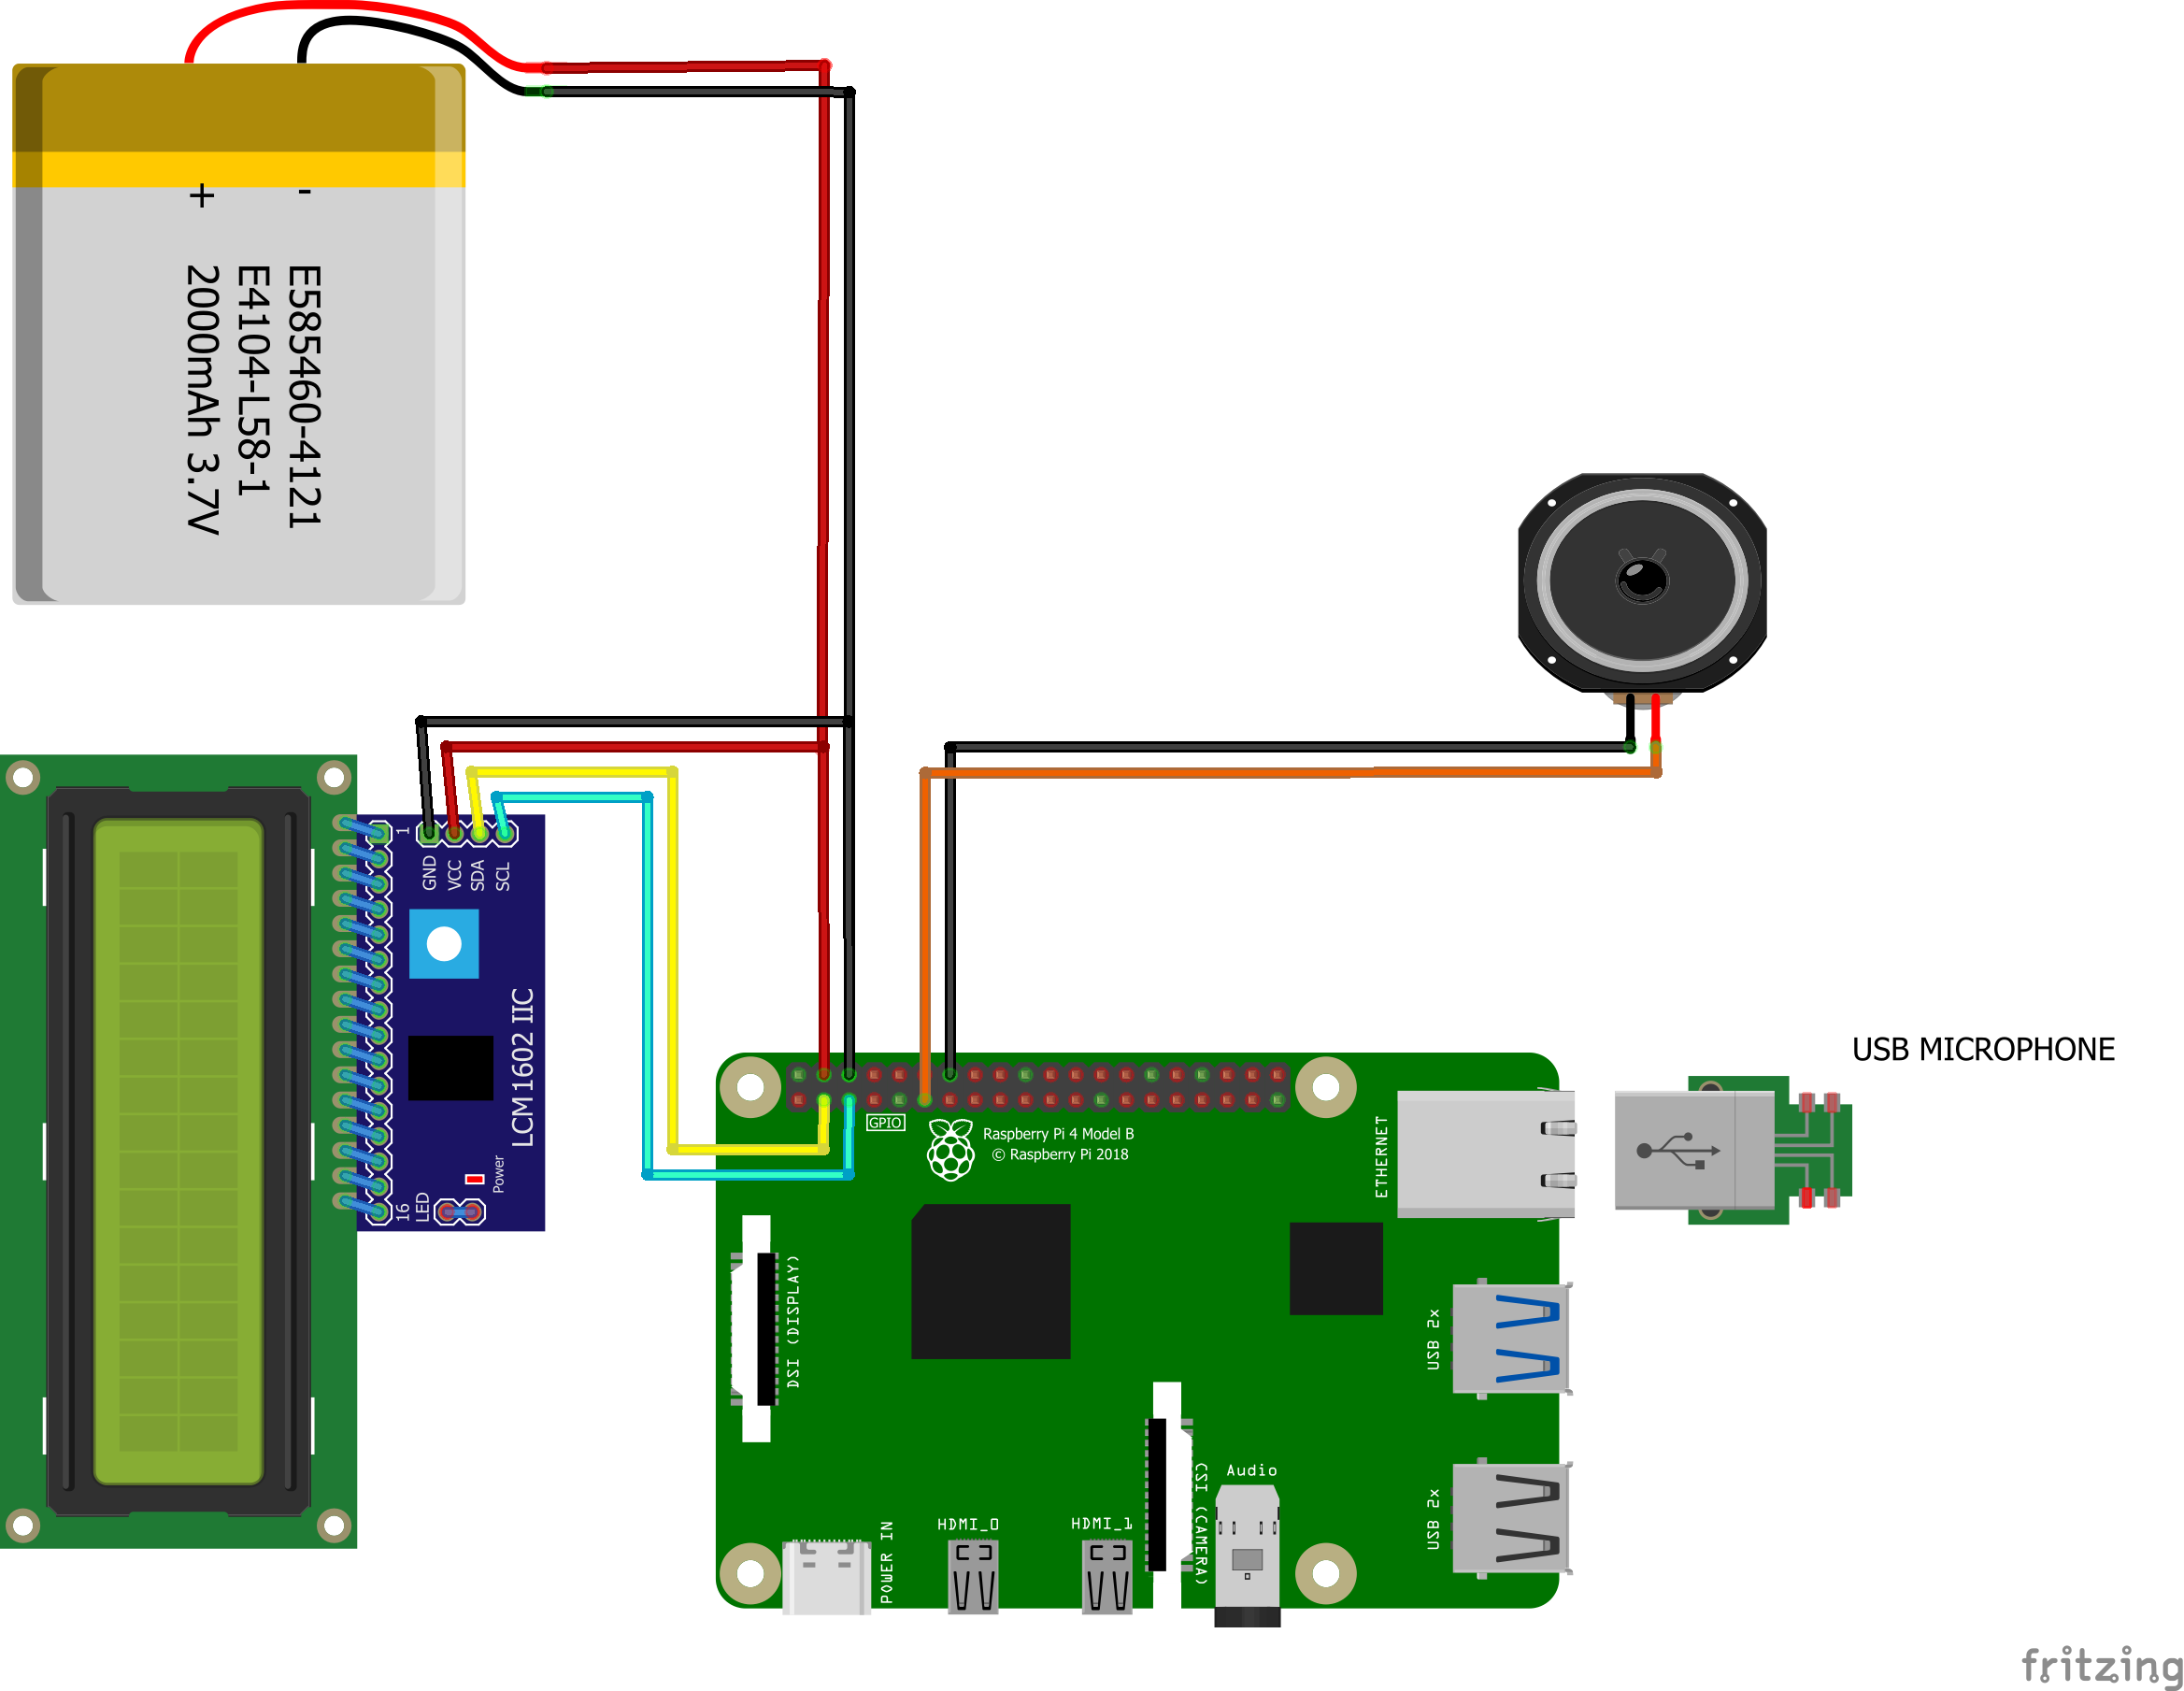 +
-
E585460-4121
E4104-L58-1
2000mAh 3.7V
1
GND
VCC
SDA
SCL
LCM1602 IIC
Power
16
LED
GPIO
Raspberry Pi 4 Model B
© Raspberry Pi 2018
ETHERNET
USB MICROPHONE
DSI (DISPLAY)
USB 2x
CSI (CAMERA)
Audio
USB 2x
POWER IN
HDMI_0
HDMI_1
fritzing